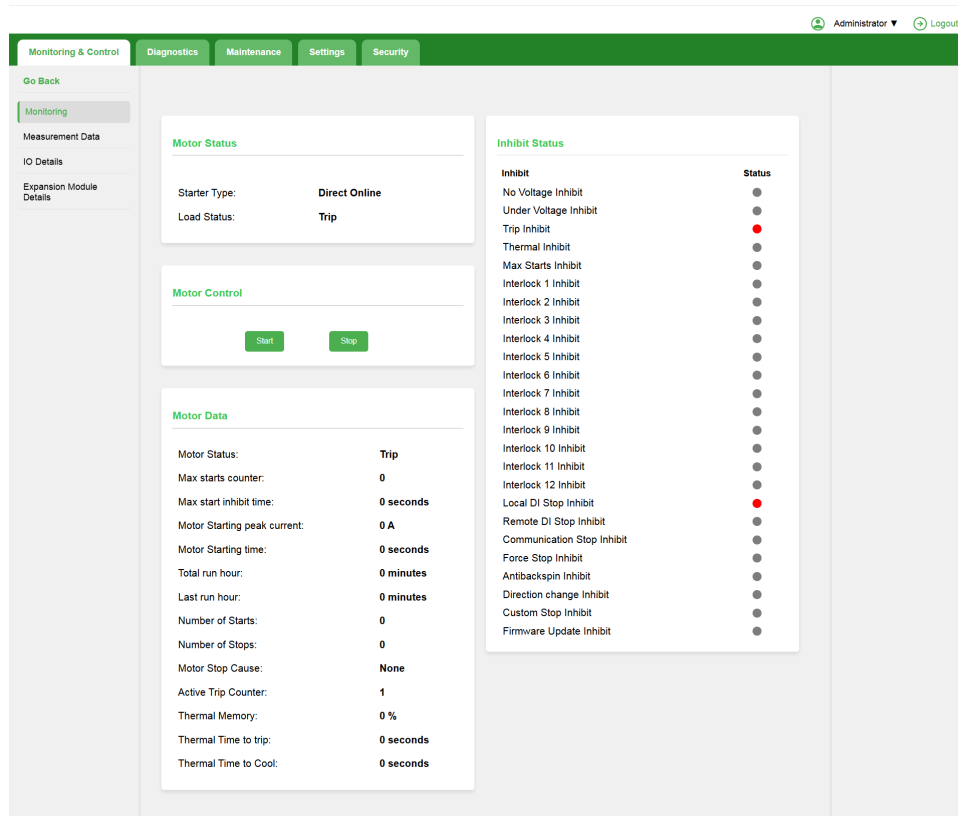 Administrator ▼ Logout
Monitoring & Control Diagnostics Maintenance Settings Security
Go Back
Monitoring
Measurement Data
IO Details
Expansion Module
Details
Motor Status
Starter Type: Direct Online
Load Status: Trip
Motor Control
Start Stop
Motor Data
Motor Status: Trip
Max starts counter: 0
Max start inhibit time: 0 seconds
Motor Starting peak current: 0 A
Motor Starting time: 0 seconds
Total run hour: 0 minutes
Last run hour: 0 minutes
Number of Starts: 0
Number of Stops: 0
Motor Stop Cause: None
Active Trip Counter: 1
Thermal Memory: 0 %
Thermal Time to trip: 0 seconds
Thermal Time to Cool: 0 seconds
Inhibit Status
Inhibit Status
No Voltage Inhibit
Under Voltage Inhibit
Trip Inhibit
Thermal Inhibit
Max Starts Inhibit
Interlock 1 Inhibit
Interlock 2 Inhibit
Interlock 3 Inhibit
Interlock 4 Inhibit
Interlock 5 Inhibit
Interlock 6 Inhibit
Interlock 7 Inhibit
Interlock 8 Inhibit
Interlock 9 Inhibit
Interlock 10 Inhibit
Interlock 11 Inhibit
Interlock 12 Inhibit
Local DI Stop Inhibit
Remote DI Stop Inhibit
Communication Stop Inhibit
Force Stop Inhibit
Antibackspin Inhibit
Direction change Inhibit
Custom Stop Inhibit
Firmware Update Inhibit